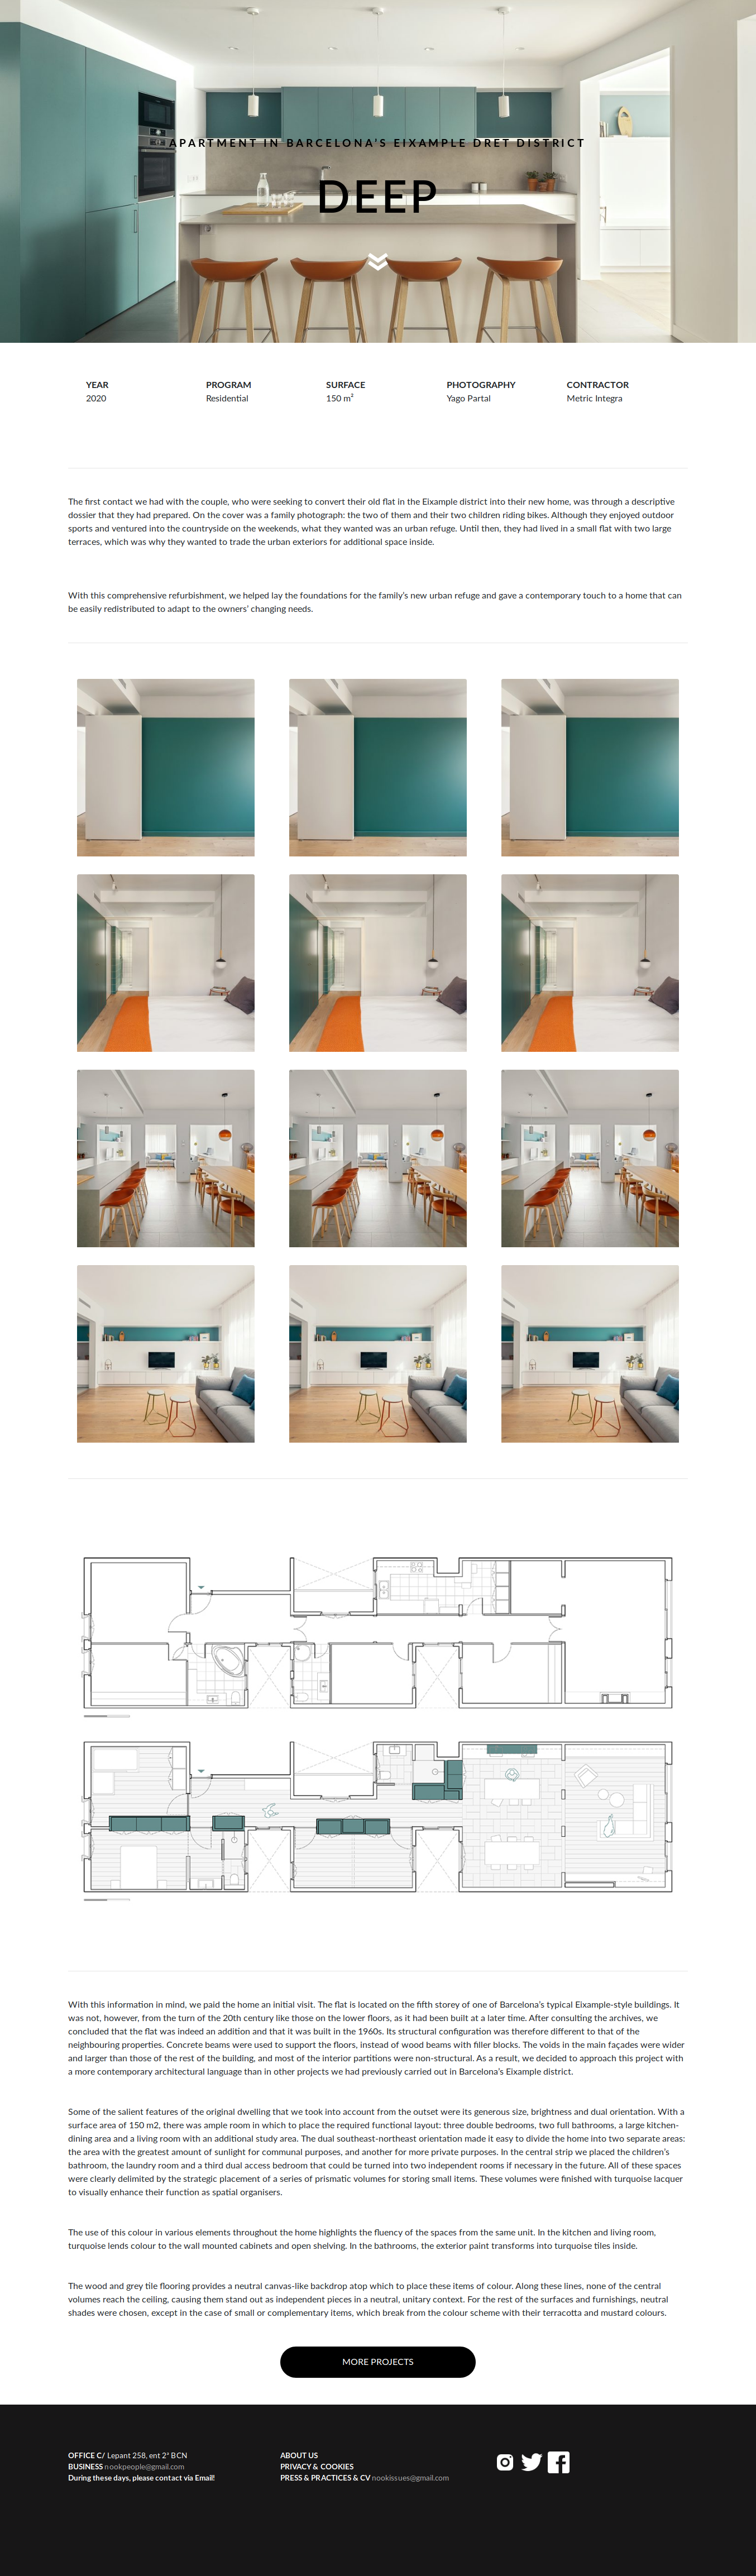 APARTMENT IN BARCELONA'S EIXAMPLE DRET DISTRICT
DEEP
YEAR
2020
PROGRAM
Residential
SURFACE
150 m²
PHOTOGRAPHY
Yago Partal
CONTRACTOR
Metric Integra
The first contact we had with the couple, who were seeking to convert their old flat in the Eixample district into their new home, was through a descriptive
dossier that they had prepared. On the cover was a family photograph: the two of them and their two children riding bikes. Although they enjoyed outdoor
sports and ventured into the countryside on the weekends, what they wanted was an urban refuge. Until then, they had lived in a small flat with two large
terraces, which was why they wanted to trade the urban exteriors for additional space inside.
With this comprehensive refurbishment, we helped lay the foundations for the family's new urban refuge and gave a contemporary touch to a home that can
be easily redistributed to adapt to the owners' changing needs.
With this information in mind, we paid the home an initial visit. The flat is located on the fifth storey of one of Barcelona's typical Eixample-style buildings. It
was not, however, from the turn of the 20th century like those on the lower floors, as it had been built at a later time. After consulting the archives, we
concluded that the flat was indeed an addition and that it was built in the 1960s. Its structural configuration was therefore different to that of the
neighbouring properties. Concrete beams were used to support the floors, instead of wood beams with filler blocks. The voids in the main façades were wider
and larger than those of the rest of the building, and most of the interior partitions were non-structural. As a result, we decided to approach this project with
a more contemporary architectural language than in other projects we had previously carried out in Barcelona's Eixample district.
Some of the salient features of the original dwelling that we took into account from the outset were its generous size, brightness and dual orientation. With a
surface area of 150 m2, there was ample room in which to place the required functional layout: three double bedrooms, two full bathrooms, a large kitchen-
dining area and a living room with an additional study area. The dual southeast-northeast orientation made it easy to divide the home into two separate areas:
the area with the greatest amount of sunlight for communal purposes, and another for more private purposes. In the central strip we placed the children's
bathroom, the laundry room and a third dual access bedroom that could be turned into two independent rooms if necessary in the future. All of these spaces
were clearly delimited by the strategic placement of a series of prismatic volumes for storing small items. These volumes were finished with turquoise lacquer
to visually enhance their function as spatial organisers.
The use of this colour in various elements throughout the home highlights the fluency of the spaces from the same unit. In the kitchen and living room,
turquoise lends colour to the wall mounted cabinets and open shelving. In the bathrooms, the exterior paint transforms into turquoise tiles inside.
The wood and grey tile flooring provides a neutral canvas-like backdrop atop which to place these items of colour. Along these lines, none of the central
volumes reach the ceiling, causing them stand out as independent pieces in a neutral, unitary context. For the rest of the surfaces and furnishings, neutral
shades were chosen, except in the case of small or complementary items, which break from the colour scheme with their terracotta and mustard colours.
MORE PROJECTS
OFFICE C/ Lepant 258, ent 2ª BCN
BUSINESS nookpeople@gmail.com
During these days, please contact via Email!
ABOUT US
PRIVACY & COOKIES
PRESS & PRACTICES & CV nookissues@gmail.com